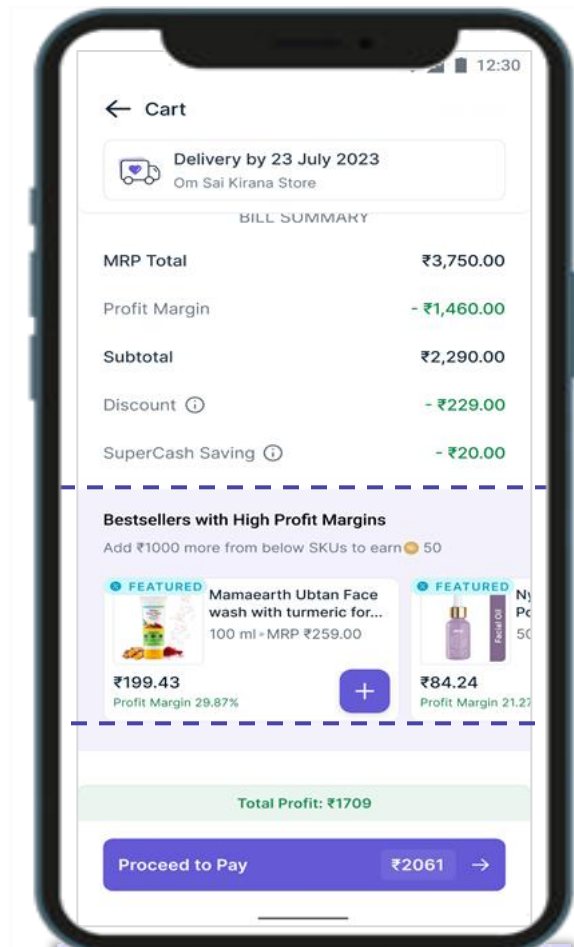 12:30
← Cart
Delivery by 23 July 2023
Om Sai Kirana Store
BILL SUMMARY
MRP Total ₹3,750.00
Profit Margin - ₹1,460.00
Subtotal ₹2,290.00
Discount - ₹229.00
SuperCash Saving - ₹20.00
Bestsellers with High Profit Margins
Add ₹1000 more from below SKUs to earn 50
FEATURED
Mamaearth Ubtan Face
wash with turmeric for...
100 ml • MRP ₹259.00
₹199.43
Profit Margin 29.87%
+
FEATURED
Facial Oil
₹84.24
Profit Margin 21.27
Total Profit: ₹1709
Proceed to Pay ₹2061 →